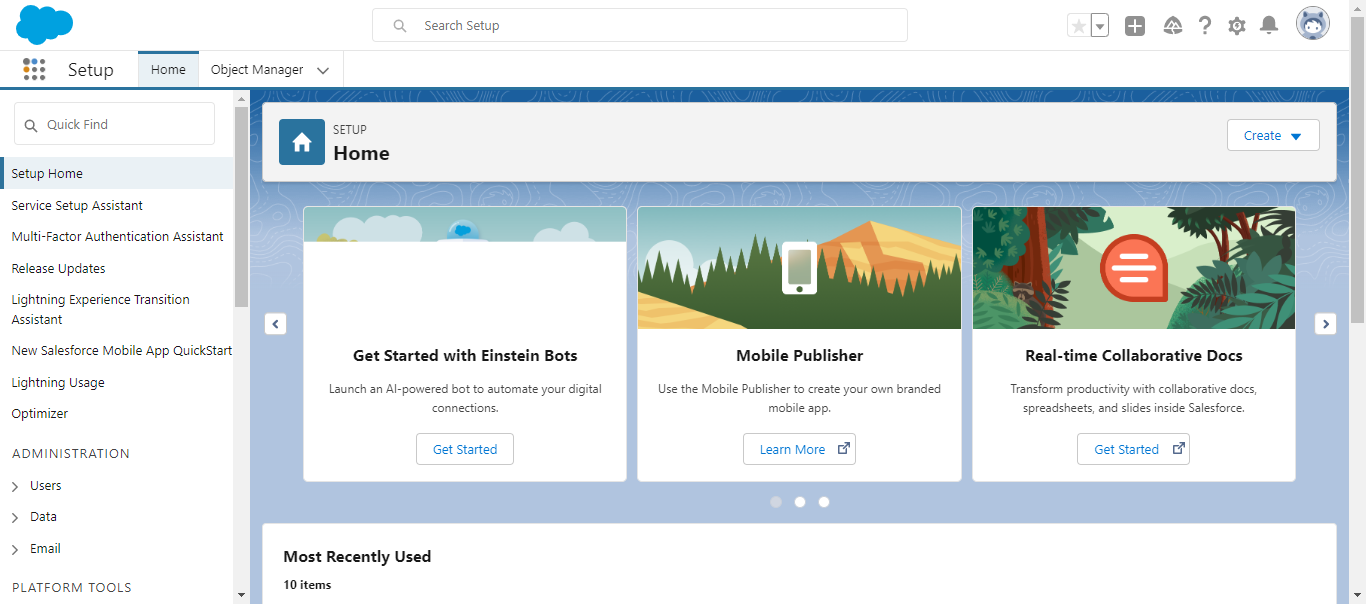 Search Setup
Setup
Home
Object Manager
Quick Find
Setup Home
Service Setup Assistant
Multi-Factor Authentication Assistant
Release Updates
Lightning Experience Transition
Assistant
New Salesforce Mobile App QuickStart
Lightning Usage
Optimizer
ADMINISTRATION
Users
Data
Email
PLATFORM TOOLS
SETUP
Home
Create
Get Started with Einstein Bots
Launch an AI-powered bot to automate your digital
connections.
Get Started
Mobile Publisher
Use the Mobile Publisher to create your own branded
mobile app.
Learn More
Real-time Collaborative Docs
Transform productivity with collaborative docs,
spreadsheets, and slides inside Salesforce.
Get Started
Most Recently Used
10 items